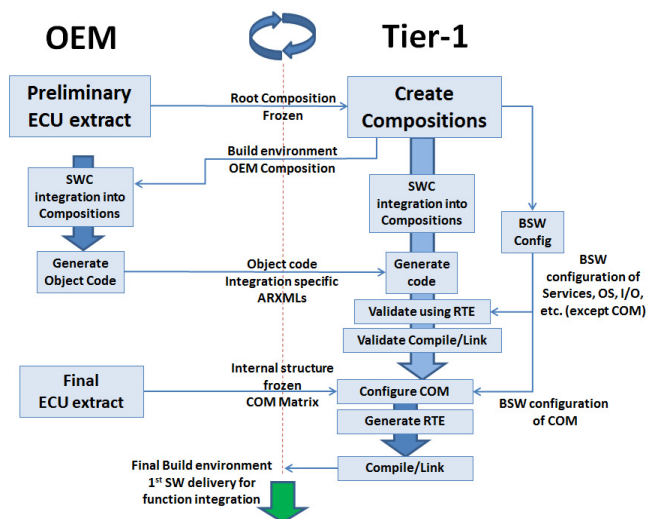 OEM
Tier-1
Preliminary
ECU extract
Root Composition
Frozen
Create
Compositions
Build environment
OEM Composition
SWC
integration into
Compositions
SWC
integration into
Compositions
BSW
Config
Generate
Object Code
Object code
Integration specific
ARXMLs
Generate
code
BSW
configuration of
Services, OS, I/O,
etc. (except COM)
Validate using RTE
Validate Compile/Link
Final
ECU extract
Internal structure
frozen
COM Matrix
Configure COM
BSW configuration
of COM
Generate RTE
Final Build environment
1st SW delivery for
function integration
Compile/Link